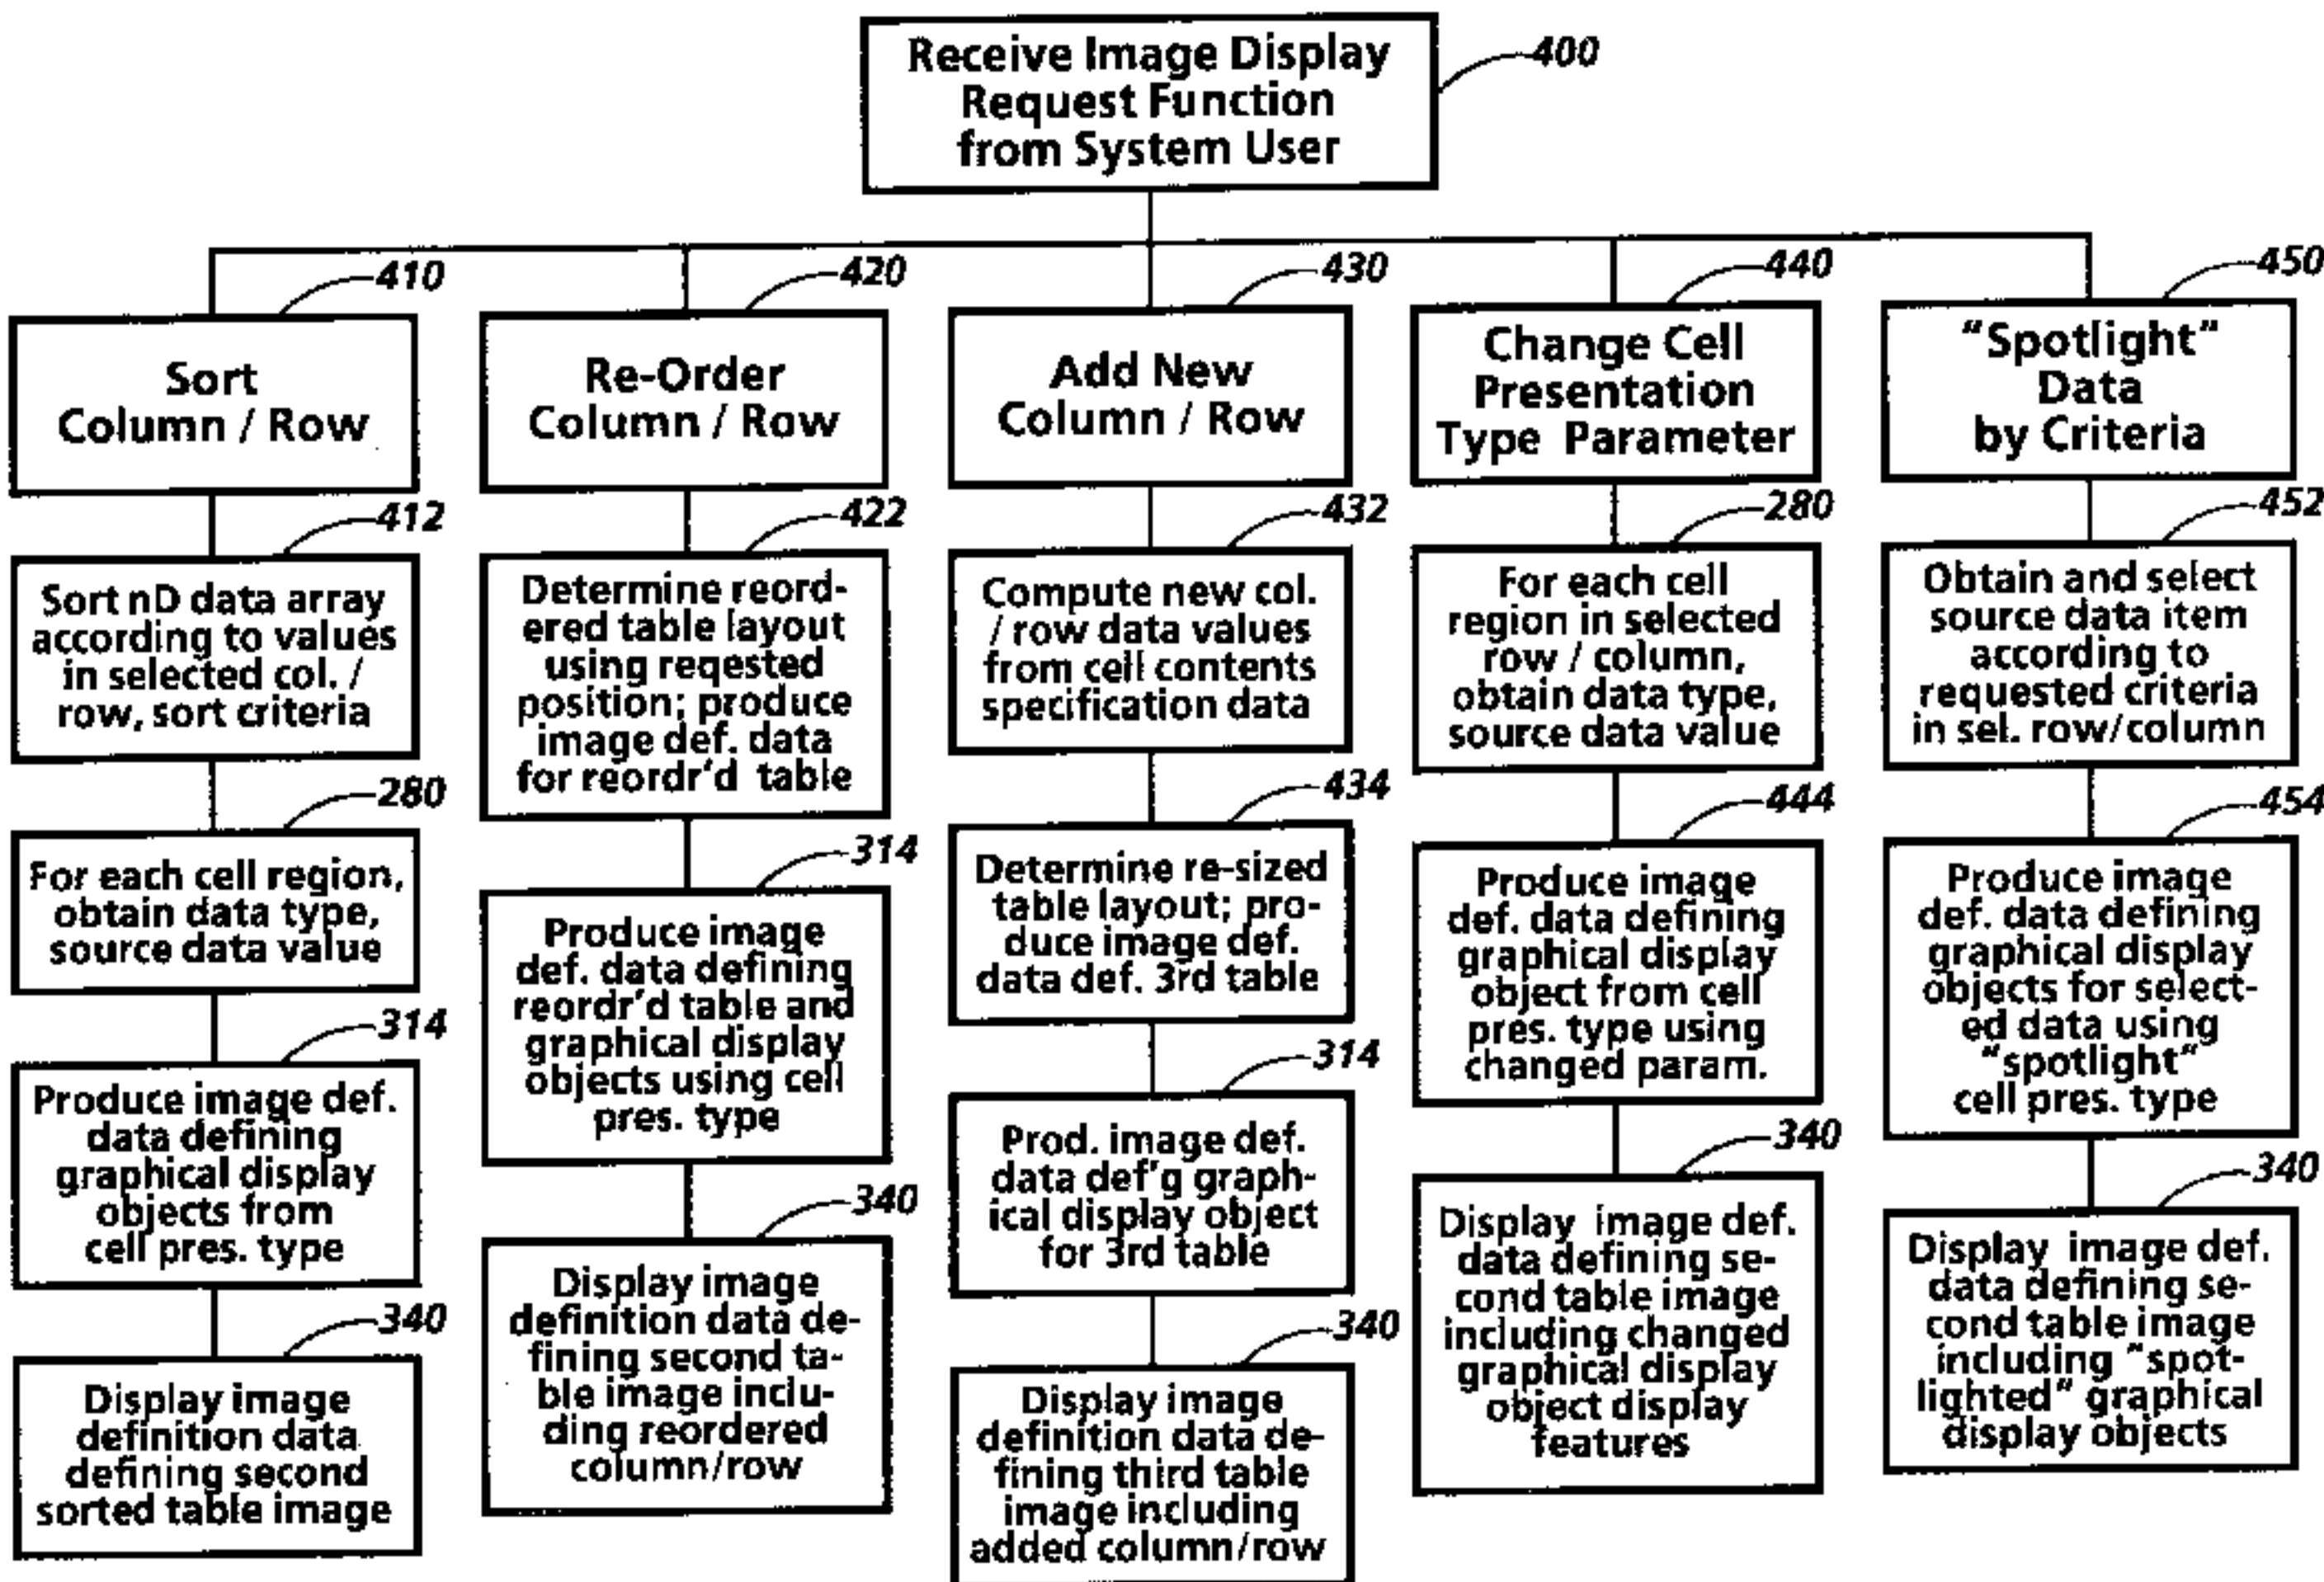 Receive Image Display
Request Function
from System User
400
410
Sort
Column / Row
412
Sort nD data array
according to values
in selected col. /
row, sort criteria
280
For each cell region,
obtain data type,
source data value
314
Produce image def.
data defining
graphical display
objects from
cell pres. type
340
Display image
definition data
defining second
sorted table image
420
Re-Order
Column / Row
422
Determine reord-
ered table layout
using reqested
position; produce
image def. data
for reordr'd table
314
Produce image
def. data defining
reordr'd table and
graphical display
objects using cell
pres. type
340
Display image
definition data de-
fining second ta-
ble image inclu-
ding reordered
column/row
430
Add New
Column / Row
432
Compute new col.
/ row data values
from cell contents
specification data
434
Determine re-sized
table layout; pro-
duce image def.
data def. 3rd table
314
Prod. image def.
data def'g graph-
ical display object
for 3rd table
340
Display image
definition data de-
fining third table
image including
added column/row
440
Change Cell
Presentation
Type Parameter
280
For each cell
region in selected
row / column,
obtain data type,
source data value
444
Produce image
def. data defining
graphical display
object from cell
pres. type using
changed param.
340
Display image def.
data defining se-
cond table image
including changed
graphical display
object display
features
450
"Spotlight"
Data
by Criteria
452
Obtain and select
source data item
according to
requested criteria
in sel. row/column
454
Produce image
def. data defining
graphical display
objects for select-
ed data using
"spotlight"
cell pres. type
340
Display image def.
data defining se-
cond table image
including "spot-
lighted" graphical
display objects